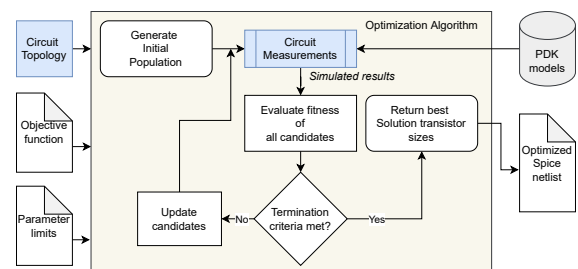 Optimization Algorithm
Circuit
Topology
Generate
Initial
Population
Circuit
Measurements
PDK
models
Simulated results
Objective
function
Evaluate fitness
of
all candidates
Return best
Solution transistor
sizes
Optimized
Spice
netlist
Parameter
limits
Update
candidates
No
Termination
criteria met?
Yes